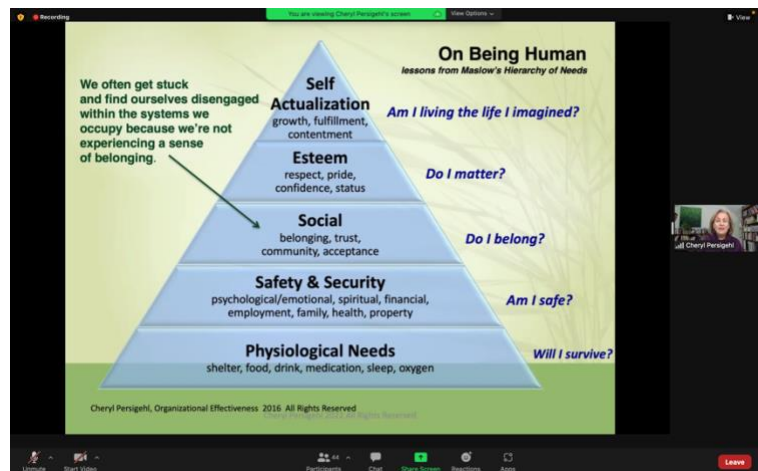 Recording
You are viewing Cheryl Persigehl's screen
View Options
View
On Being Human
lessons from Maslow's Hierarchy of Needs
We often get stuck
and find ourselves disengaged
within the systems we
occupy because we're not
experiencing a sense
of belonging.
Self
Actualization
growth, fulfillment,
contentment
Am I living the life I imagined?
Esteem
respect, pride,
confidence, status
Do I matter?
Social
belonging, trust,
community, acceptance
Do I belong?
Cheryl Persigehl
Safety & Security
psychological/emotional, spiritual, financial,
employment, family, health, property
Am I safe?
Physiological Needs
shelter, food, drink, medication, sleep, oxygen
Will I survive?
Cheryl Persigehl, Organizational Effectiveness 2016 All Rights Reserved
Unmute
Start Video
44
Participants
Chat
Share Screen
Reactions
Apps
Leave